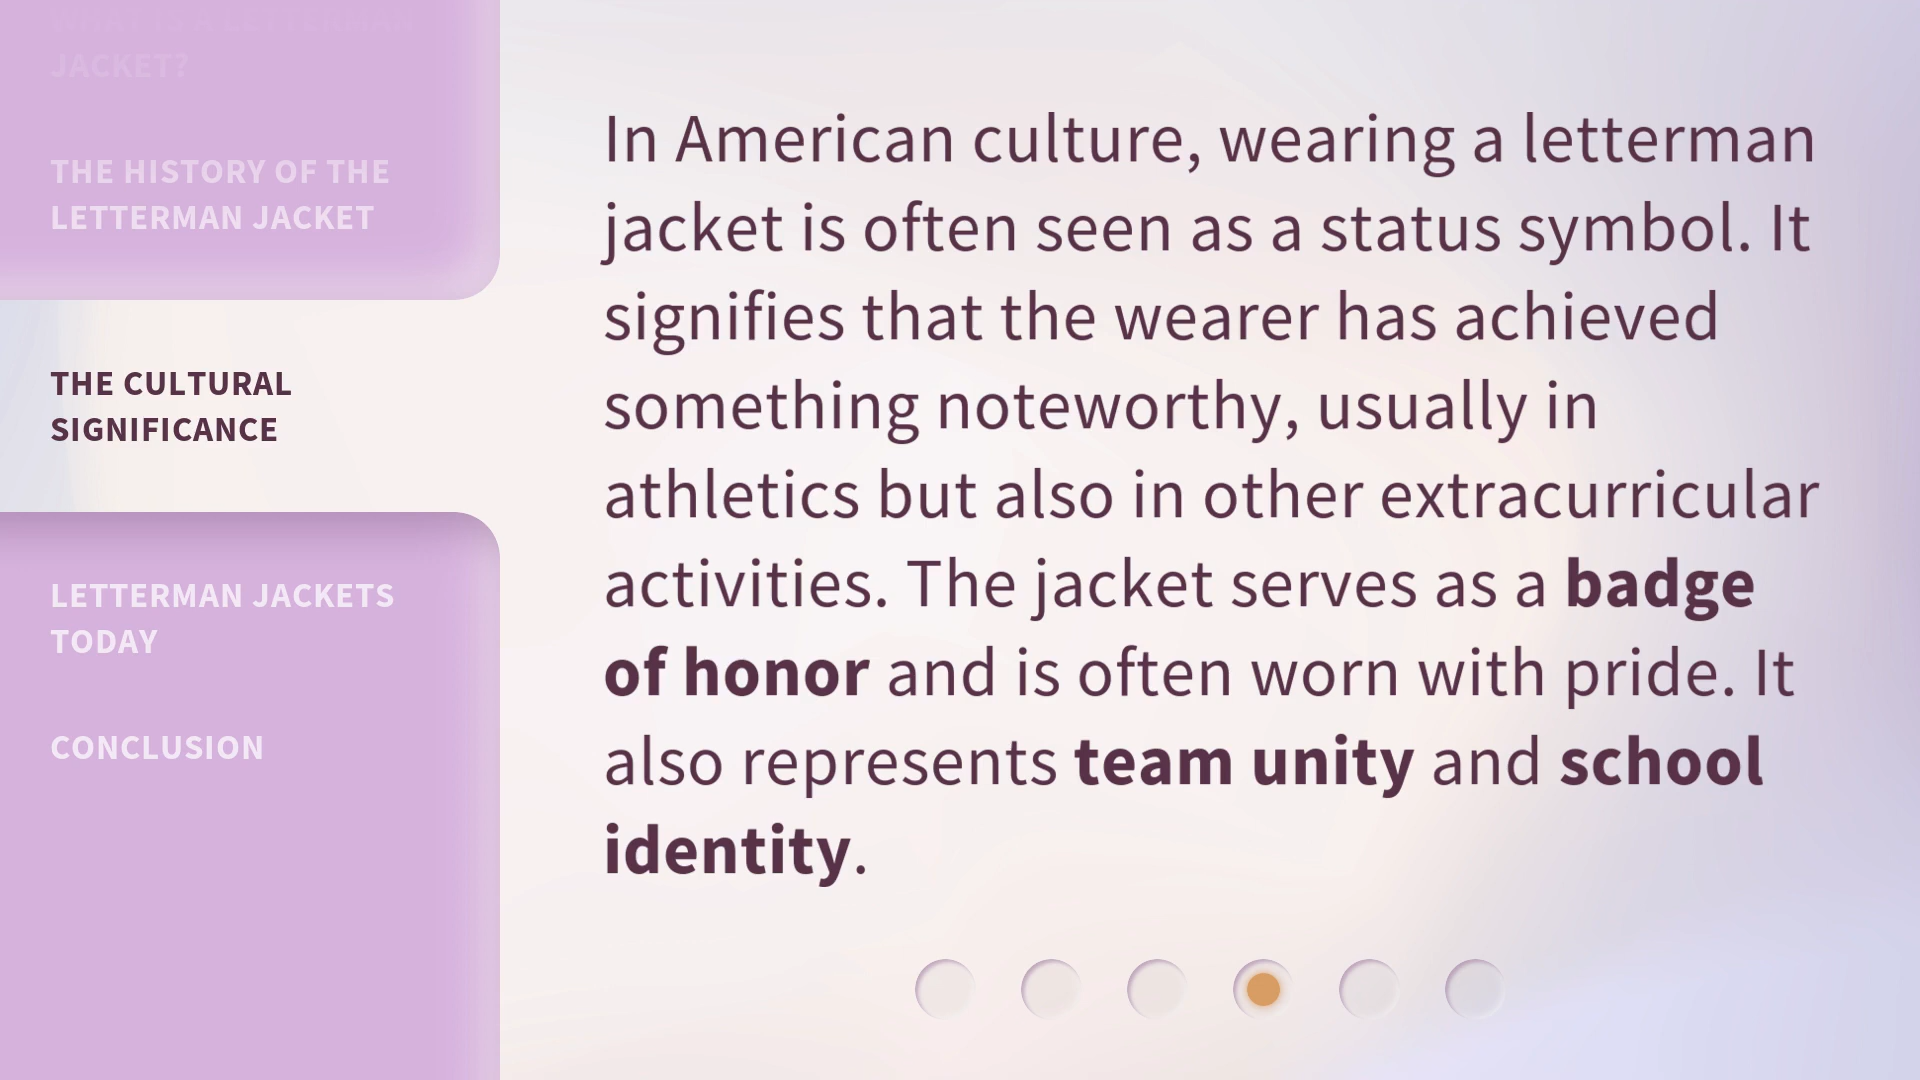 WHAT IS A LETTERMAN
JACKET?
THE HISTORY OF THE
LETTERMAN JACKET
THE CULTURAL
SIGNIFICANCE
LETTERMAN JACKETS
TODAY
CONCLUSION
In American culture, wearing a letterman
jacket is often seen as a status symbol. It
signifies that the wearer has achieved
something noteworthy, usually in
athletics but also in other extracurricular
activities. The jacket serves as a badge
of honor and is often worn with pride. It
also represents team unity and school
identity.